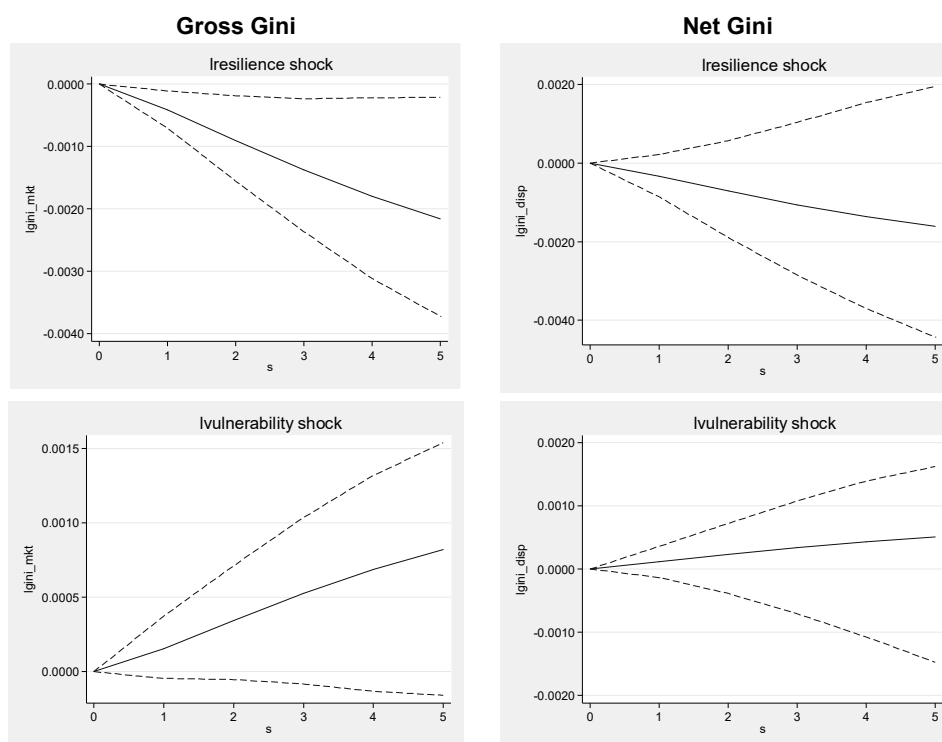 Gross Gini
Net Gini
lresilience shock
0.0000
-0.0010
-0.0020
-0.0030
-0.0040
lgini_mkt
0 1 2 3 4 5
s
lresilience shock
0.0020
0.0000
-0.0020
-0.0040
lgini_disp
0 1 2 3 4 5
s
lvulnerability shock
0.0015
0.0010
0.0005
0.0000
lgini_mkt
0 1 2 3 4 5
s
lvulnerability shock
0.0020
0.0010
0.0000
-0.0010
-0.0020
lgini_disp
0 1 2 3 4 5
s